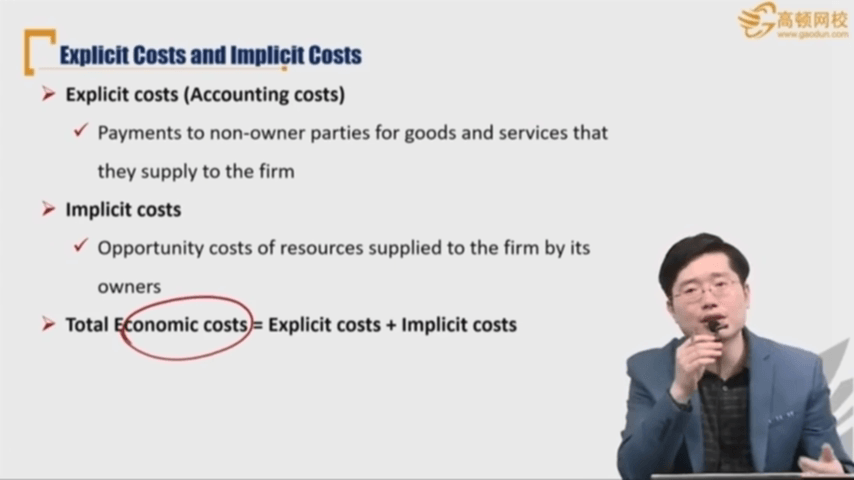 高顿网校
www.gaodun.com
Explicit Costs and Implicit Costs
Explicit costs (Accounting costs)
Payments to non-owner parties for goods and services that
they supply to the firm
Implicit costs
Opportunity costs of resources supplied to the firm by its
owners
Total Economic costs = Explicit costs + Implicit costs